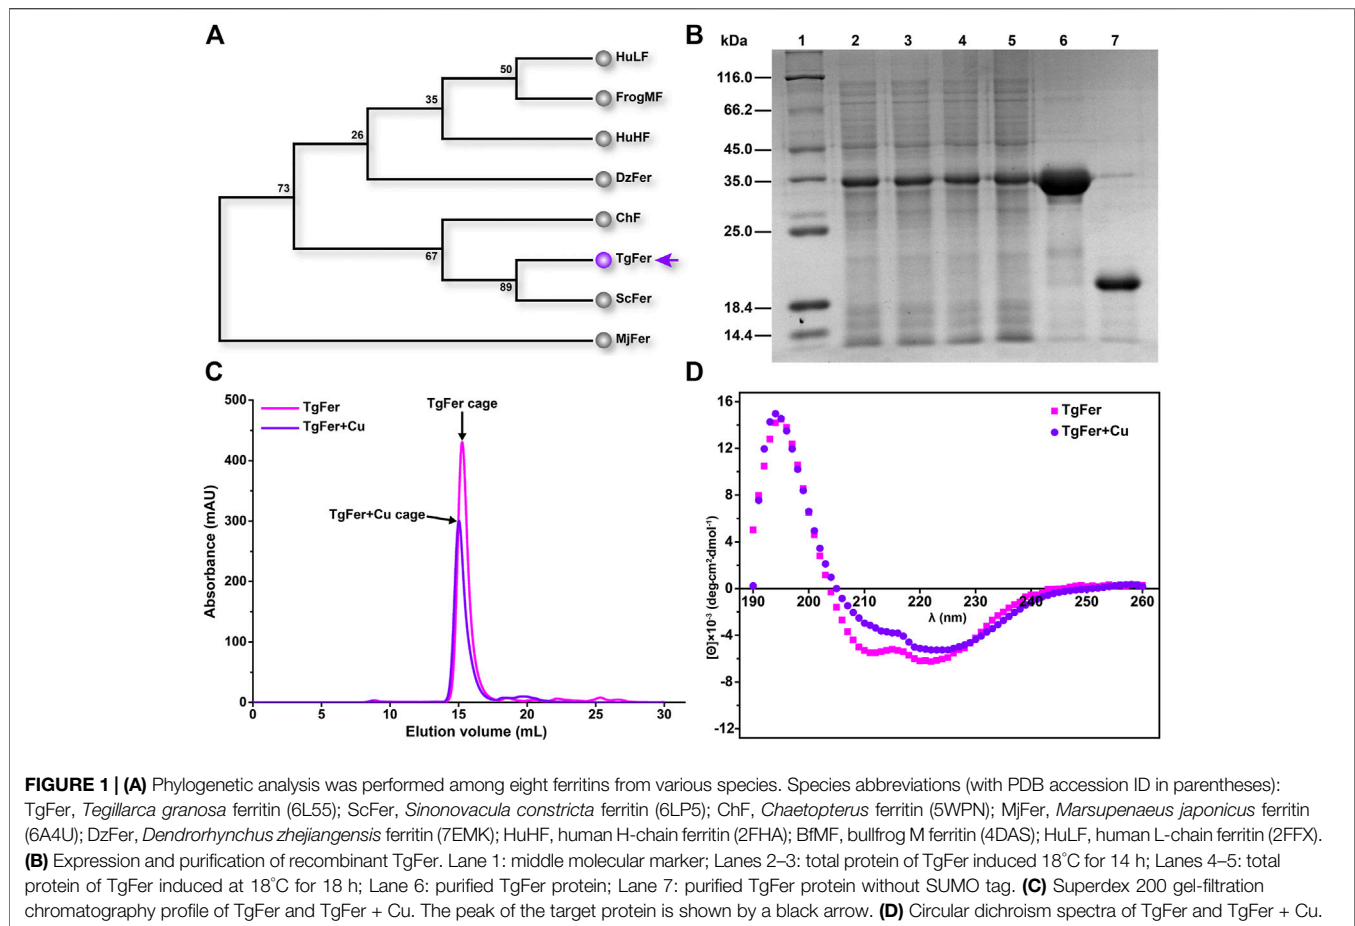 A
HuLF
50
FrogMF
35
HuHF
26
DzFer
73
ChF
67
TgFer
89
ScFer
MjFer
B
kDa 1 2 3 4 5 6 7
116.0
66.2
45.0
35.0
25.0
18.4
14.4
C
TgFer
TgFer+Cu
TgFer cage
TgFer+Cu cage
Absorbance (mAU)
500
400
300
200
100
0
0 5 10 15 20 25 30
Elution volume (mL)
D
TgFer
TgFer+Cu
[Θ]×10⁻³ (deg·cm²·dmol⁻¹)
16
12
8
4
0
-4
-8
-12
190 200 210 220 230 240 250 260
λ (nm)
FIGURE 1 | (A) Phylogenetic analysis was performed among eight ferritins from various species. Species abbreviations (with PDB accession ID in parentheses):
TgFer, Tegillarca granosa ferritin (6L55); ScFer, Sinonovacula constricta ferritin (6LP5); ChF, Chaetopterus ferritin (5WPN); MjFer, Marsupenaeus japonicus ferritin
(6A4U); DzFer, Dendrorhynchus zhejiangensis ferritin (7EMK); HuHF, human H-chain ferritin (2FHA); BfMF, bullfrog M ferritin (4DAS); HuLF, human L-chain ferritin (2FFX).
(B) Expression and purification of recombinant TgFer. Lane 1: middle molecular marker; Lanes 2–3: total protein of TgFer induced 18°C for 14 h; Lanes 4–5: total
protein of TgFer induced at 18°C for 18 h; Lane 6: purified TgFer protein; Lane 7: purified TgFer protein without SUMO tag. (C) Superdex 200 gel-filtration
chromatography profile of TgFer and TgFer + Cu. The peak of the target protein is shown by a black arrow. (D) Circular dichroism spectra of TgFer and TgFer + Cu.